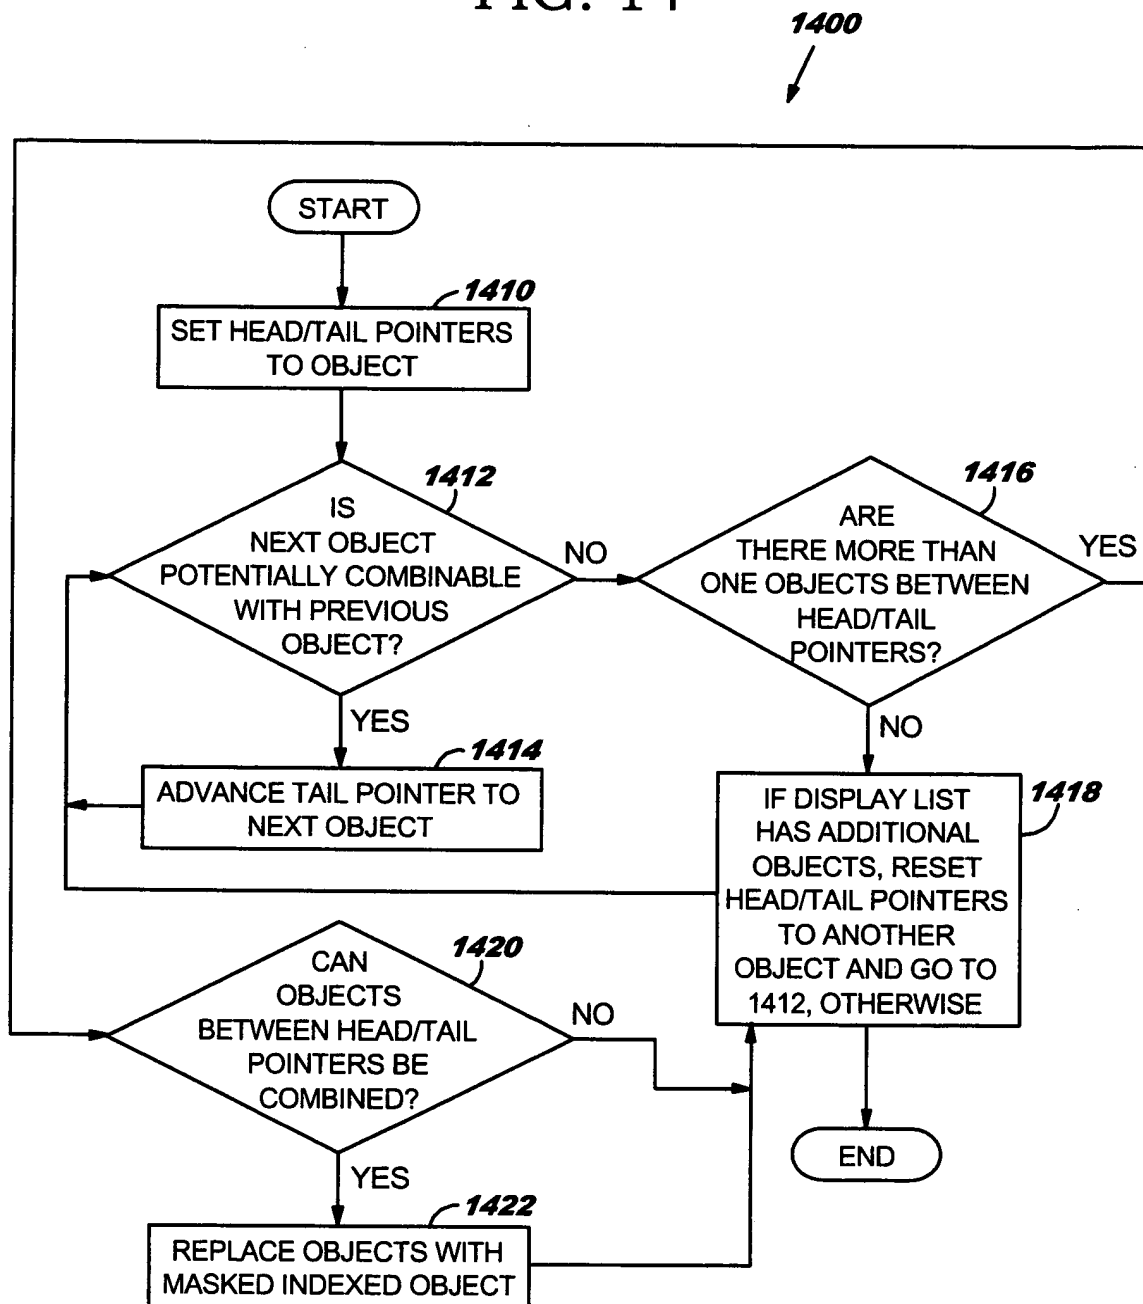 FIG. 14
1400
START
1410
SET HEAD/TAIL POINTERS
TO OBJECT
1412
IS
NEXT OBJECT
POTENTIALLY COMBINABLE
WITH PREVIOUS
OBJECT?
NO
YES
1414
ADVANCE TAIL POINTER TO
NEXT OBJECT
1416
ARE
THERE MORE THAN
ONE OBJECTS BETWEEN
HEAD/TAIL
POINTERS?
YES
NO
1418
IF DISPLAY LIST
HAS ADDITIONAL
OBJECTS, RESET
HEAD/TAIL POINTERS
TO ANOTHER
OBJECT AND GO TO
1412, OTHERWISE
1420
CAN
OBJECTS
BETWEEN HEAD/TAIL
POINTERS BE
COMBINED?
NO
YES
END
1422
REPLACE OBJECTS WITH
MASKED INDEXED OBJECT